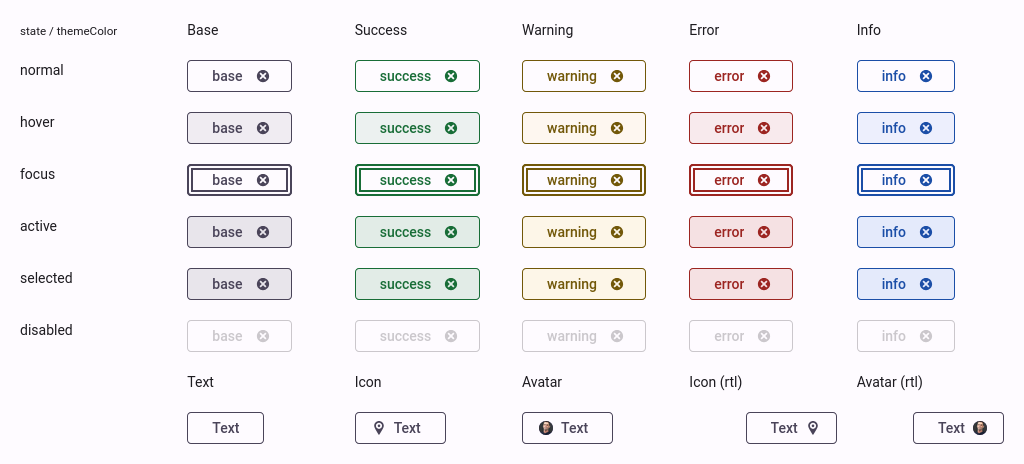 state / themeColor Base Success Warning Error Info
normal base success warning error info
hover base success warning error info
focus base success warning error info
active base success warning error info
selected base success warning error info
disabled base success warning error info
Text Icon Avatar Icon (rtl) Avatar (rtl)
Text Text Text Text Text